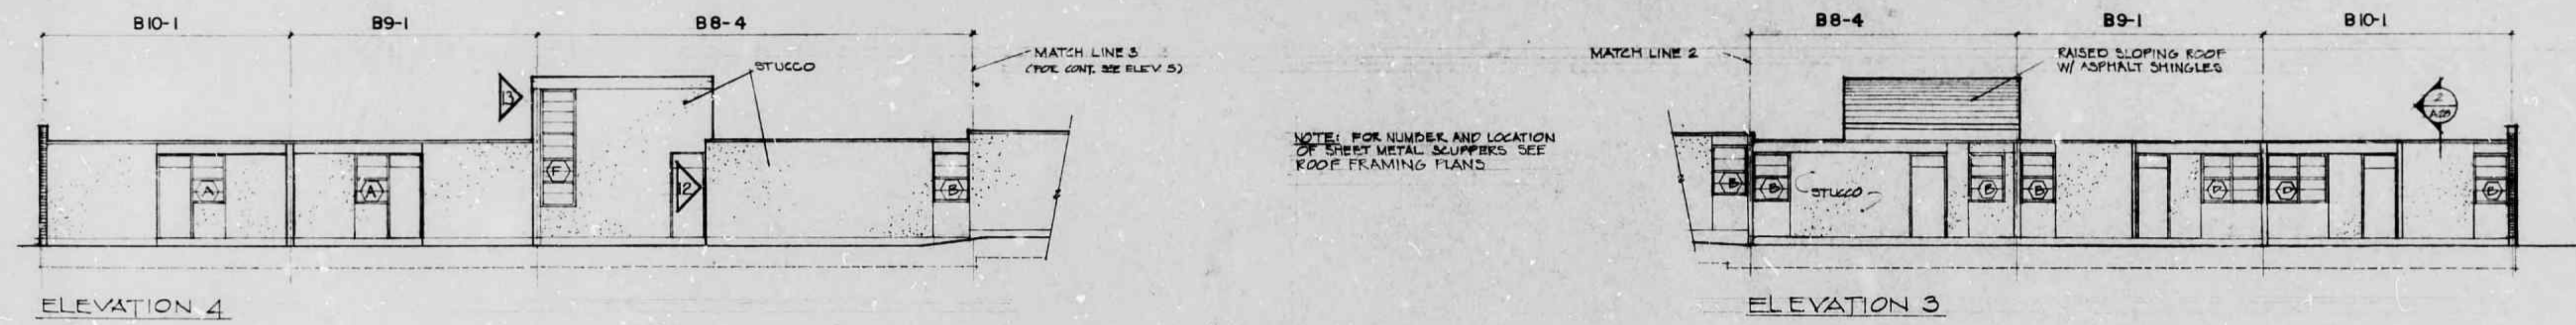 B10-1
B9-1
B8-4
STUCCO
MATCH LINE 3
(FOR CONT. SEE ELEV. 5)
13
F
12
A
A
B
ELEVATION 4
NOTE: FOR NUMBER AND LOCATION
OF SHEET METAL SCUPPERS SEE
ROOF FRAMING PLANS
B8-4
B9-1
B10-1
MATCH LINE 2
RAISED SLOPING ROOF
W/ ASPHALT SHINGLES
2
B
B
STUCCO
B
B
D
D
B
ELEVATION 3